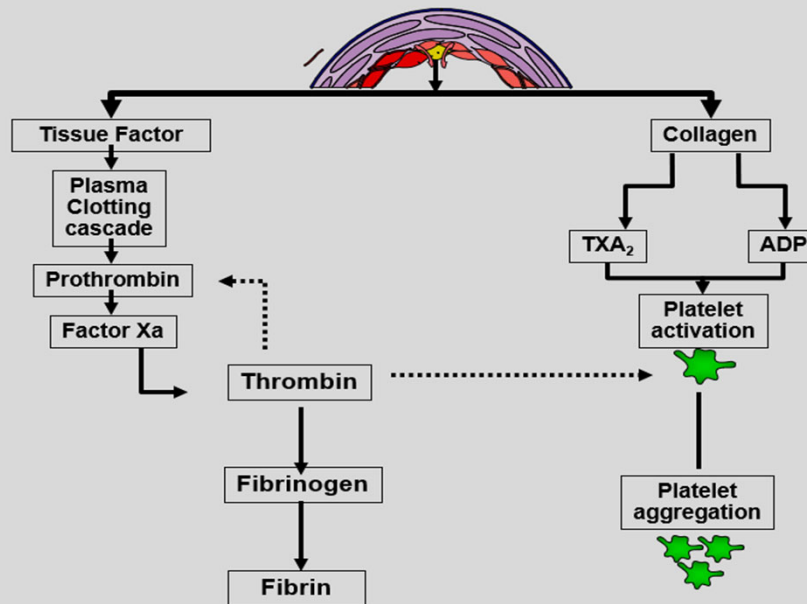 Tissue Factor
Plasma
Clotting
cascade
Prothrombin
Factor Xa
Thrombin
Fibrinogen
Fibrin
Collagen
TXA₂
ADP
Platelet
activation
Platelet
aggregation